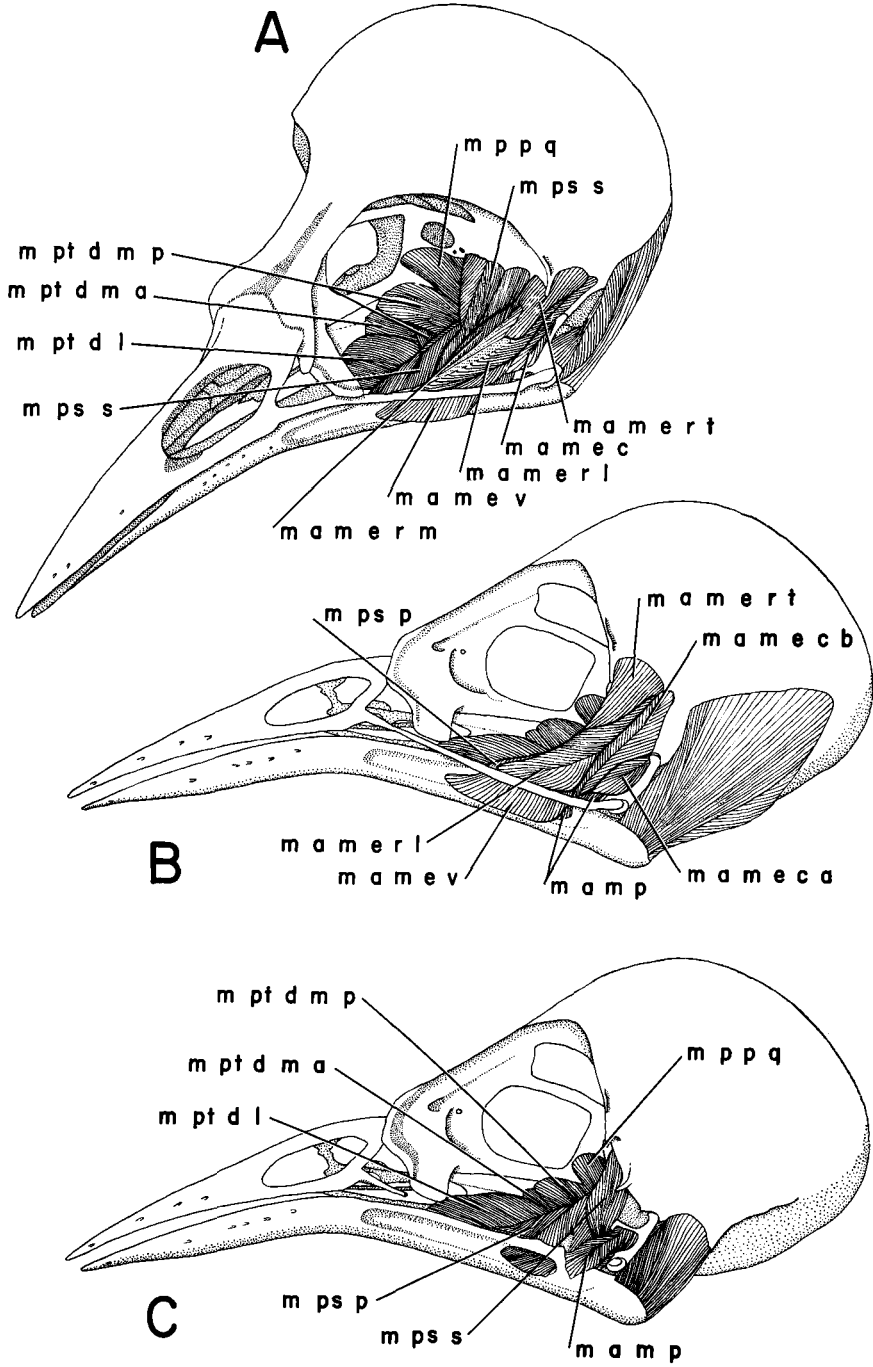 A
m p p q
m ps s
m pt d m p
m pt d m a
m pt d l
m ps s
m a m e r t
m a m e c
m a m e r l
m a m e v
m a m e r m
m ps p
m a m e r t
m a m e c b
B
m a m e r l
m a m e v
m a m p
m a m e c a
m pt d m p
m pt d m a
m pt d l
m p p q
m ps p
m ps s
m a m p
C